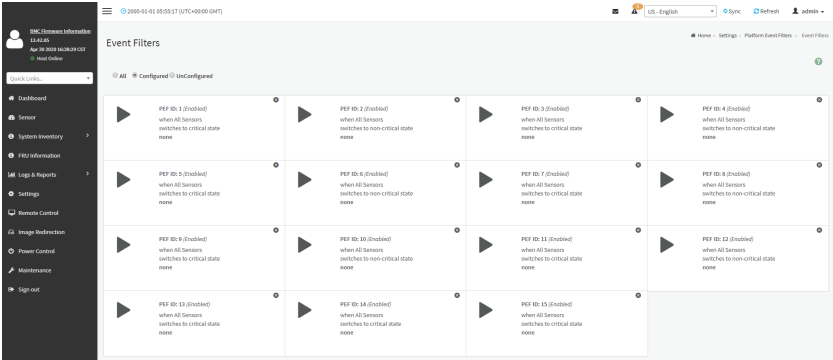 2000-01-01 05:55:17 (UTC+00:00 GMT)
US - English
Sync
Refresh
admin
BMC Firmware Information
12.42.05
Apr 30 2020 16:28:29 CST
Host Online
Quick Links...
Dashboard
Sensor
System Inventory
FRU Information
Logs & Reports
Settings
Remote Control
Image Redirection
Power Control
Maintenance
Sign out
Event Filters
Home
Settings
Platform Event Filters
Event Filters
All
Configured
UnConfigured
PEF ID: 1 (Enabled)
when All Sensors
switches to critical state
none
PEF ID: 2 (Enabled)
when All Sensors
switches to non-critical state
none
PEF ID: 3 (Enabled)
when All Sensors
switches to critical state
none
PEF ID: 4 (Enabled)
when All Sensors
switches to non-critical state
none
PEF ID: 5 (Enabled)
when All Sensors
switches to critical state
none
PEF ID: 6 (Enabled)
when All Sensors
switches to non-critical state
none
PEF ID: 7 (Enabled)
when All Sensors
switches to critical state
none
PEF ID: 8 (Enabled)
when All Sensors
switches to non-critical state
none
PEF ID: 9 (Enabled)
when All Sensors
switches to critical state
none
PEF ID: 10 (Enabled)
when All Sensors
switches to non-critical state
none
PEF ID: 11 (Enabled)
when All Sensors
switches to critical state
none
PEF ID: 12 (Enabled)
when All Sensors
switches to non-critical state
none
PEF ID: 13 (Enabled)
when All Sensors
switches to critical state
none
PEF ID: 14 (Enabled)
when All Sensors
switches to critical state
none
PEF ID: 15 (Enabled)
when All Sensors
switches to critical state
none